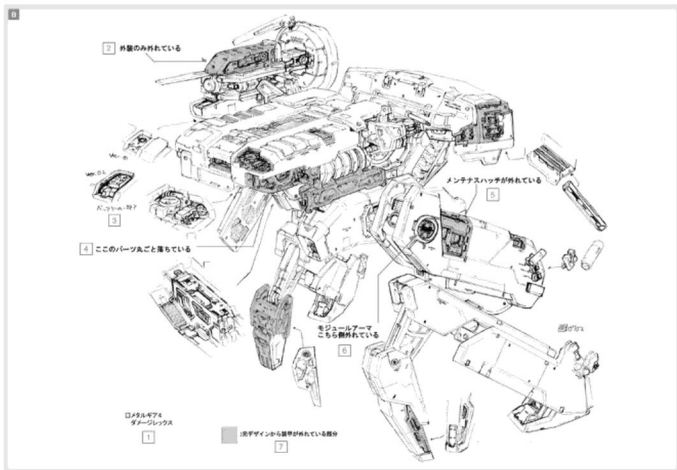 B
2 外装のみ外れている
ver.02
3
4 ここのパーツ丸ごと落ちている
メンテナスハッチが外れている
5
モジュールアーマ
こちら側外れている
6
ロメタルギア4
ダメージレックス
1
:元デザインから装甲が外れている部分
7